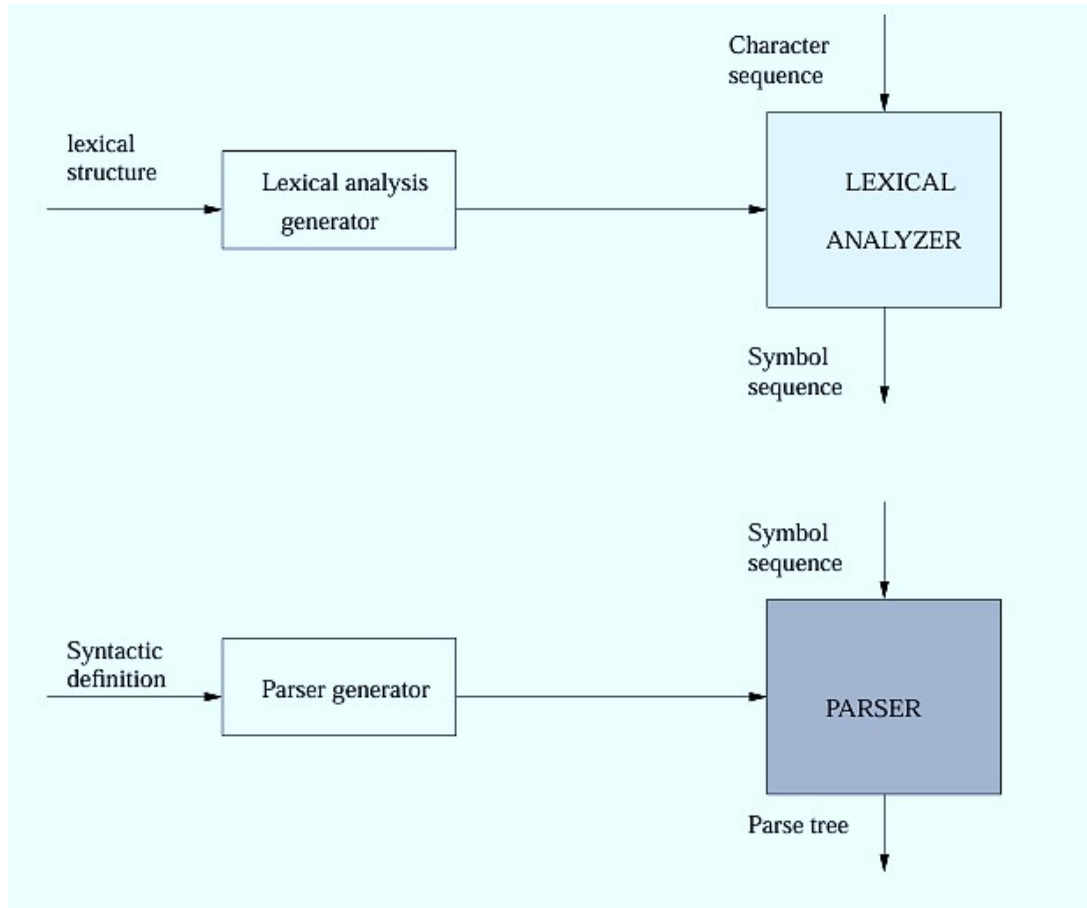 Character
sequence
lexical
structure
Lexical analysis
generator
LEXICAL
ANALYZER
Symbol
sequence
Symbol
sequence
Syntactic
definition
Parser generator
PARSER
Parse tree